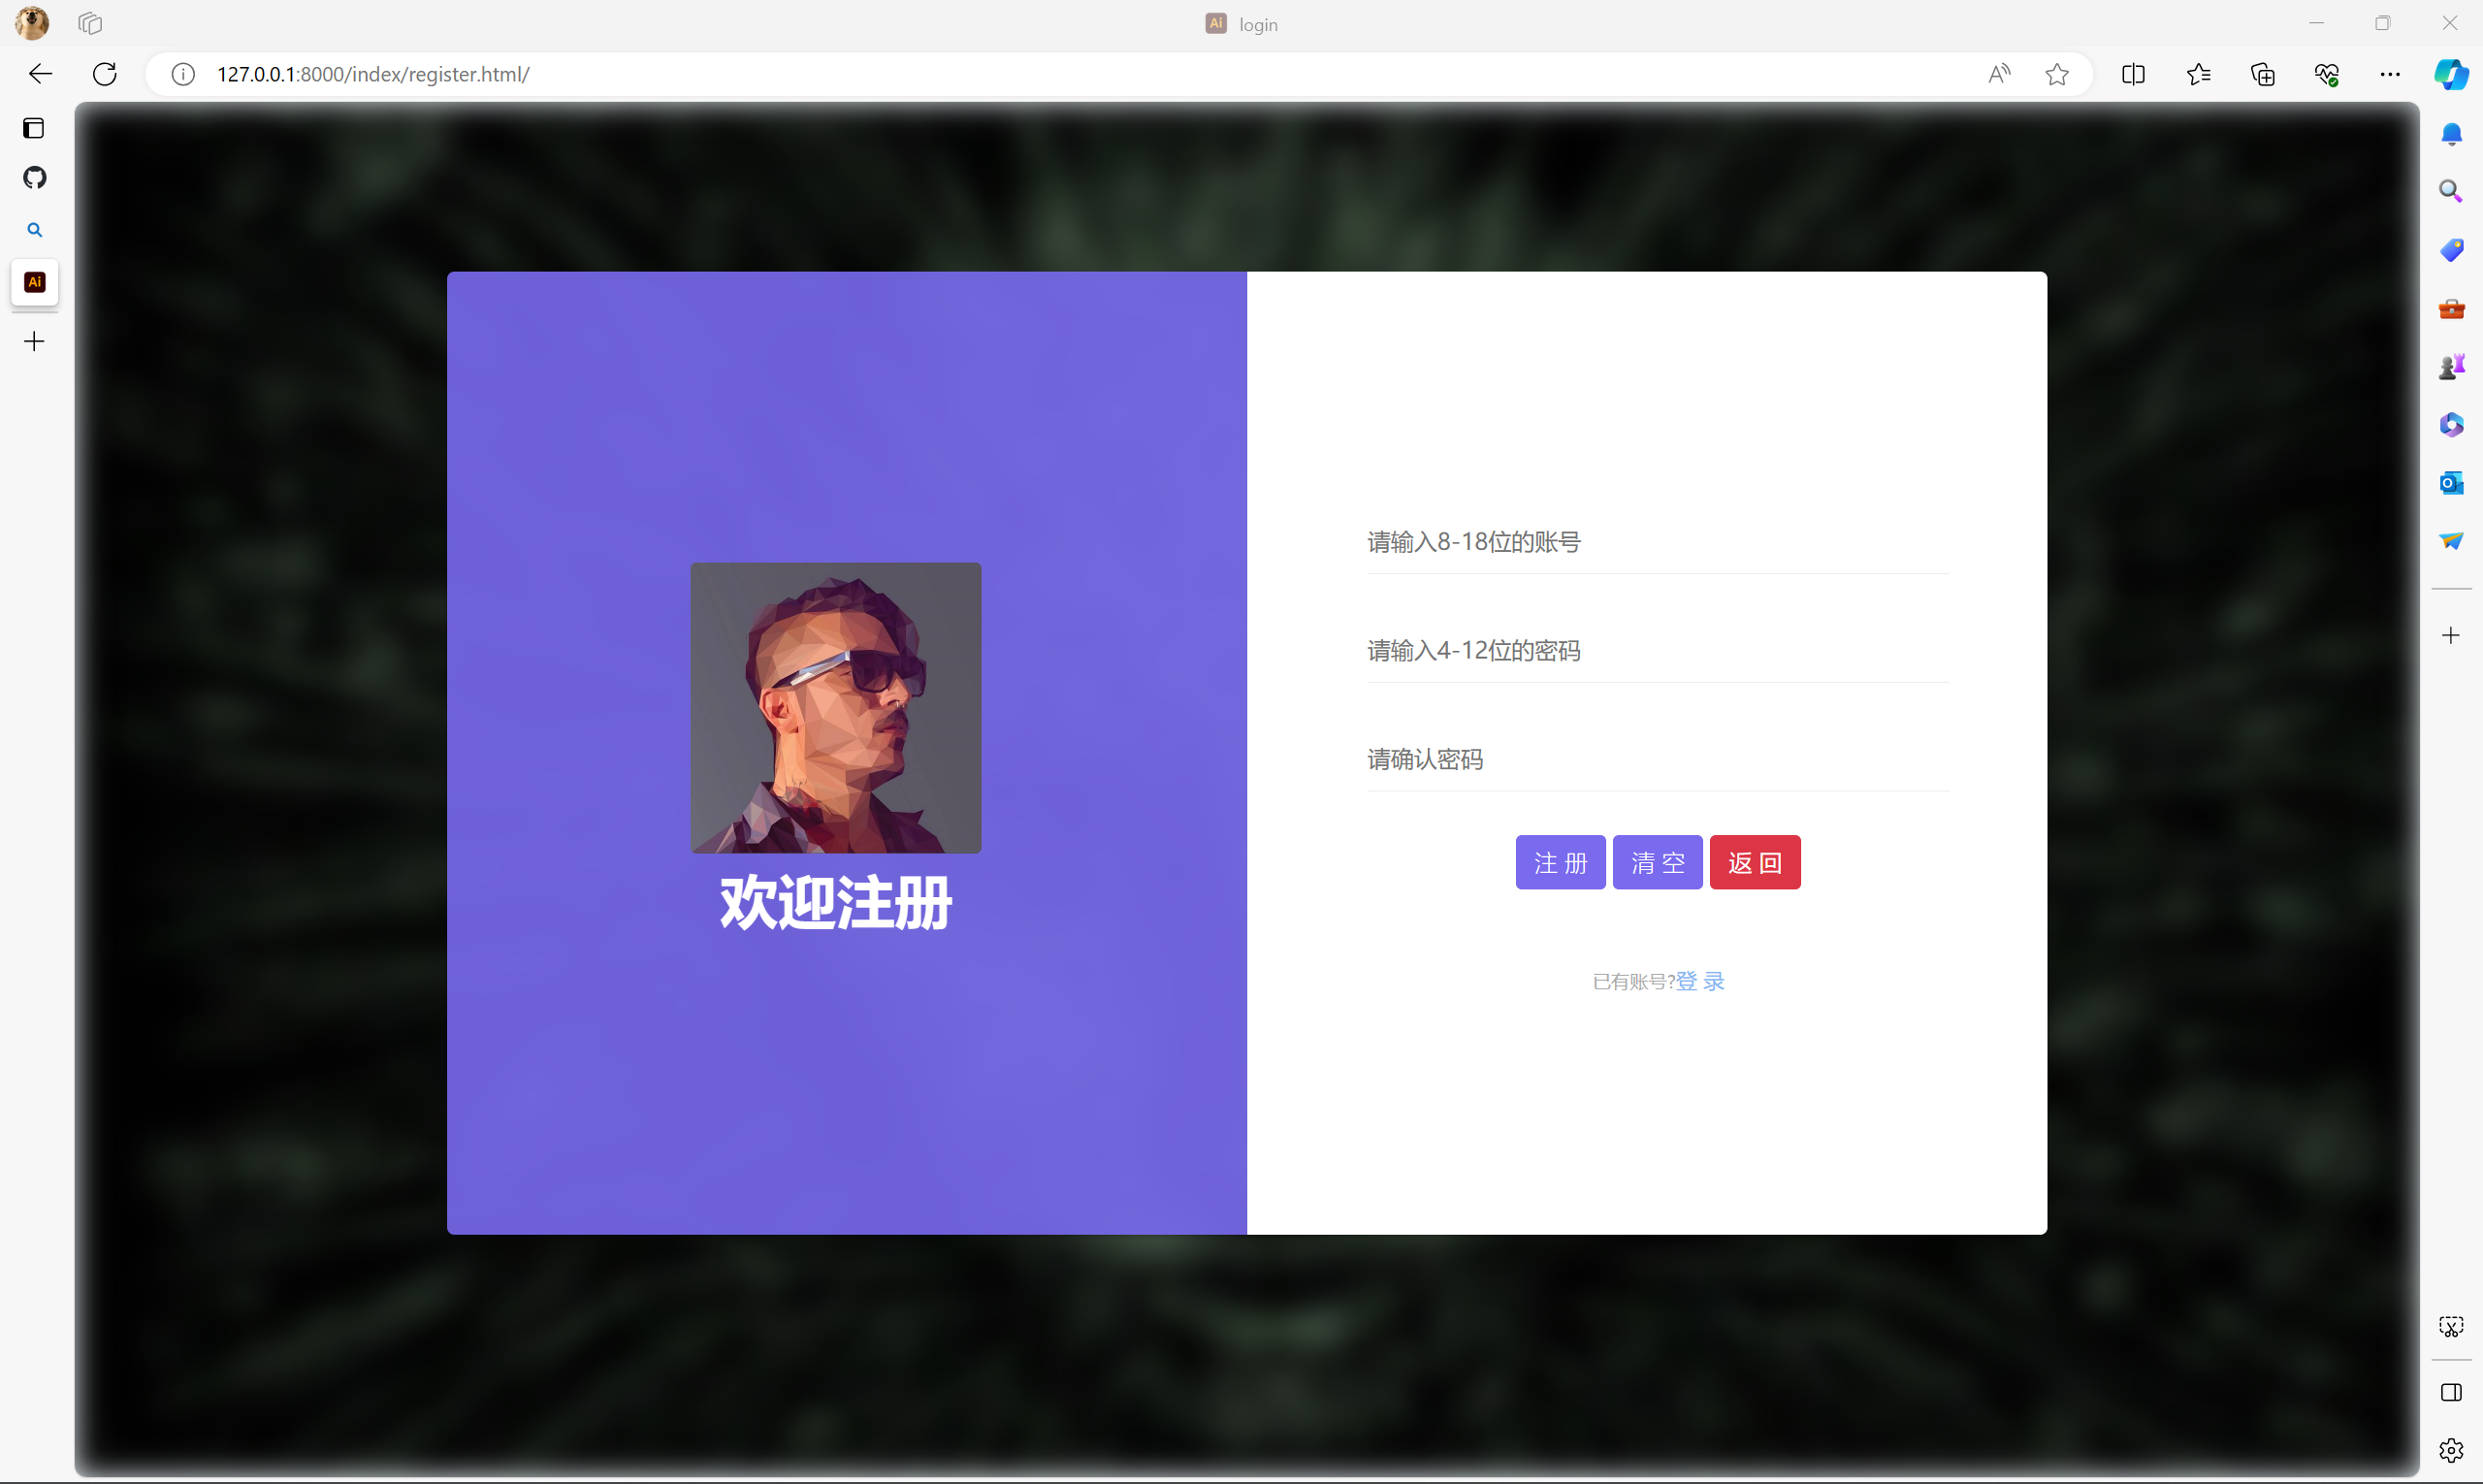 Ai login
127.0.0.1:8000/index/register.html/
Ai
请输入8-18位的账号
请输入4-12位的密码
请确认密码
注 册 清 空 返 回
欢迎注册
已有账号?登 录